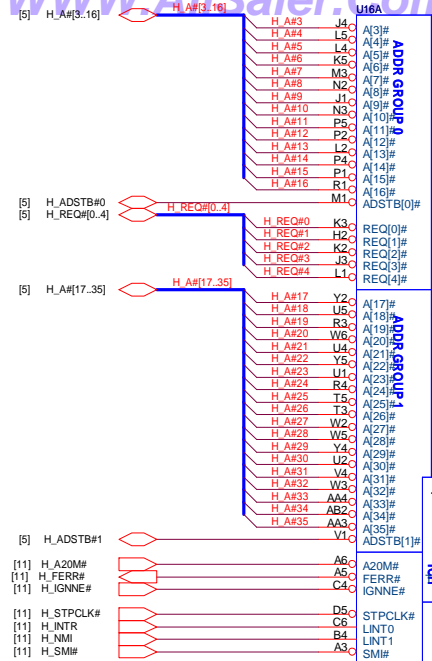 [5] H_A#[3..16] H_A#[3..16] U16A
H_A#3 J4 A[3]#
H_A#4 L5 A[4]#
H_A#5 L4 A[5]#
H_A#6 K5 A[6]#
H_A#7 M3 A[7]#
H_A#8 N2 A[8]#
H_A#9 J1 A[9]#
H_A#10 N3 A[10]#
H_A#11 P5 A[11]#
H_A#12 P2 A[12]#
H_A#13 L2 A[13]#
H_A#14 P4 A[14]#
H_A#15 P1 A[15]#
H_A#16 R1 A[16]#
ADDR GROUP 0
[5] H_ADSTB#0 M1 ADSTB[0]#
[5] H_REQ#[0..4] H_REQ#[0..4]
H_REQ#0 K3 REQ[0]#
H_REQ#1 H2 REQ[1]#
H_REQ#2 K2 REQ[2]#
H_REQ#3 J3 REQ[3]#
H_REQ#4 L1 REQ[4]#
[5] H_A#[17..35] H_A#[17..35]
H_A#17 Y2 A[17]#
H_A#18 U5 A[18]#
H_A#19 R3 A[19]#
H_A#20 W6 A[20]#
H_A#21 U4 A[21]#
H_A#22 Y5 A[22]#
H_A#23 U1 A[23]#
H_A#24 R4 A[24]#
H_A#25 T5 A[25]#
H_A#26 T3 A[26]#
H_A#27 W2 A[27]#
H_A#28 W5 A[28]#
H_A#29 Y4 A[29]#
H_A#30 U2 A[30]#
H_A#31 V4 A[31]#
H_A#32 W3 A[32]#
H_A#33 AA4 A[33]#
H_A#34 AB2 A[34]#
H_A#35 AA3 A[35]#
ADDR GROUP 1
[5] H_ADSTB#1 V1 ADSTB[1]#
[11] H_A20M# A6 A20M#
[11] H_FERR# A5 FERR#
[11] H_IGNNE# C4 IGNNE#
[11] H_STPCLK# D5 STPCLK#
[11] H_INTR C6 LINT0
[11] H_NMI B4 LINT1
[11] H_SMI# A3 SMI#